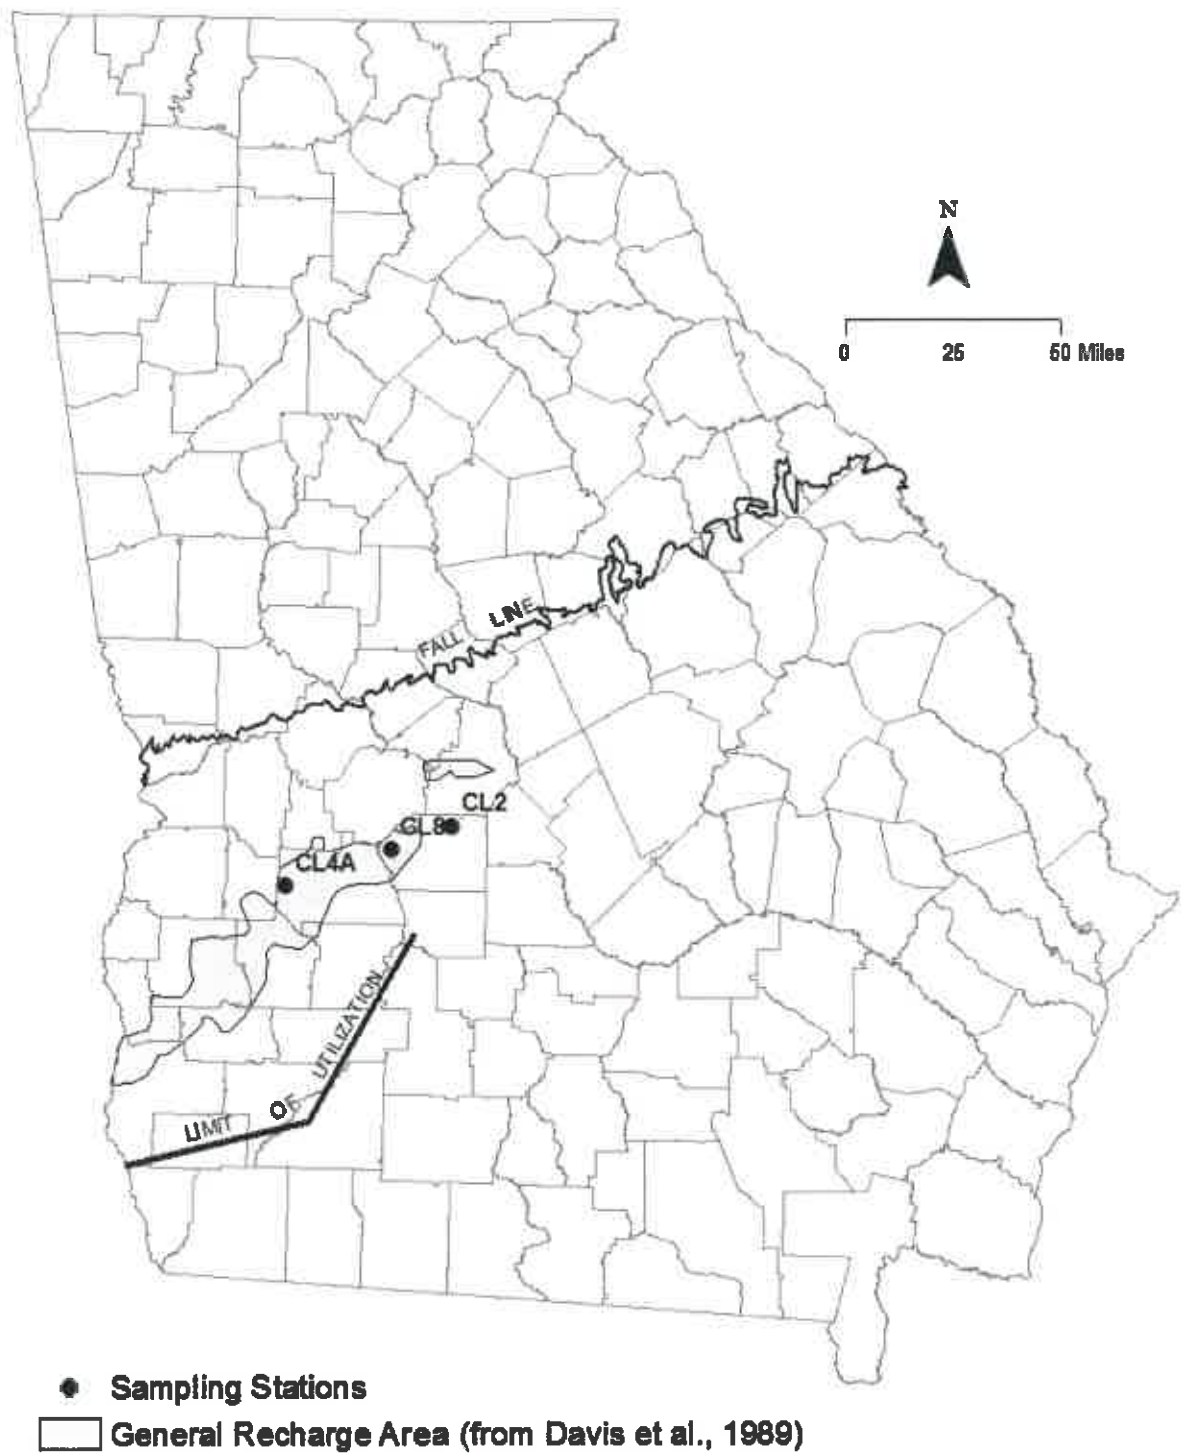 N
0 25 50 Miles
FALL LINE
CL2
CL8
CL4A
LIMIT OF UTILIZATION
Sampling Stations
General Recharge Area (from Davis et al., 1989)